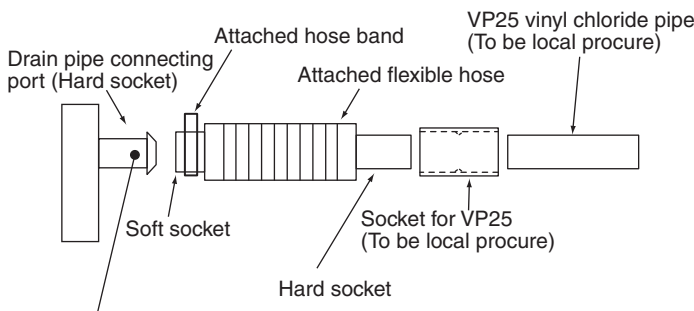 VP25 vinyl chloride pipe
(To be local procure)
Attached hose band
Drain pipe connecting
port (Hard socket)
Attached flexible hose
Soft socket
Socket for VP25
(To be local procure)
Hard socket